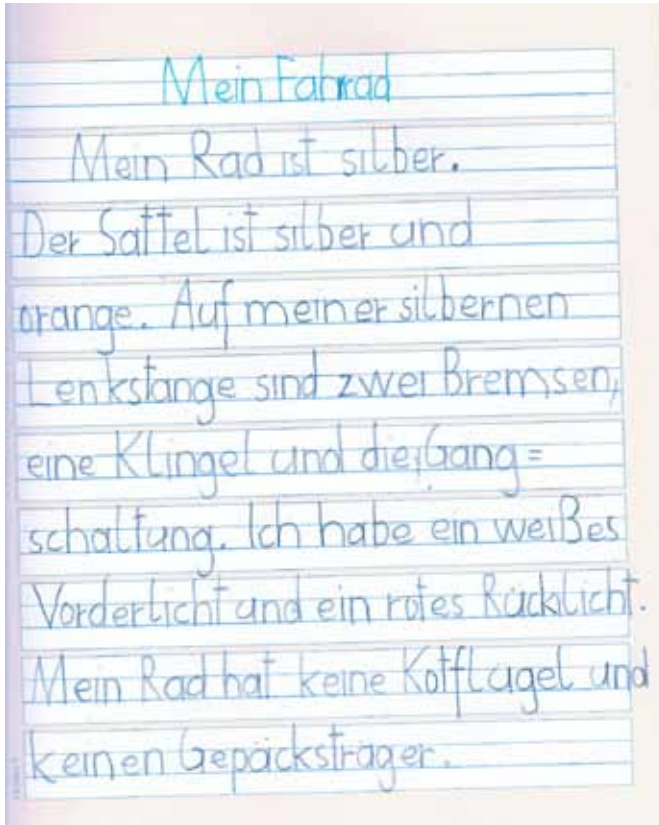 Mein Fahrrad
Mein Rad ist silber.
Der Sattel ist silber und
orange. Auf meiner silbernen
Lenkstange sind zwei Bremsen,
eine Klingel und die Gang=
schaltung. Ich habe ein weißes
Vorderlicht und ein rotes Rücklicht.
Mein Rad hat keine Kotflügel und
keinen Gepäcksträger.